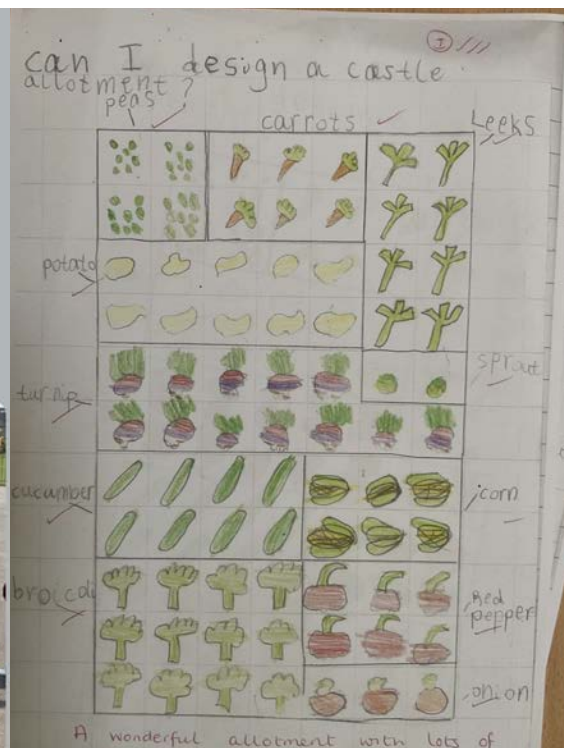 can I design a castle
allotment?
peas
carrots
Leeks
potato
turnip
sprout
cucumber
corn
broccoli
Red
pepper
onion
A wonderful allotment with lots of